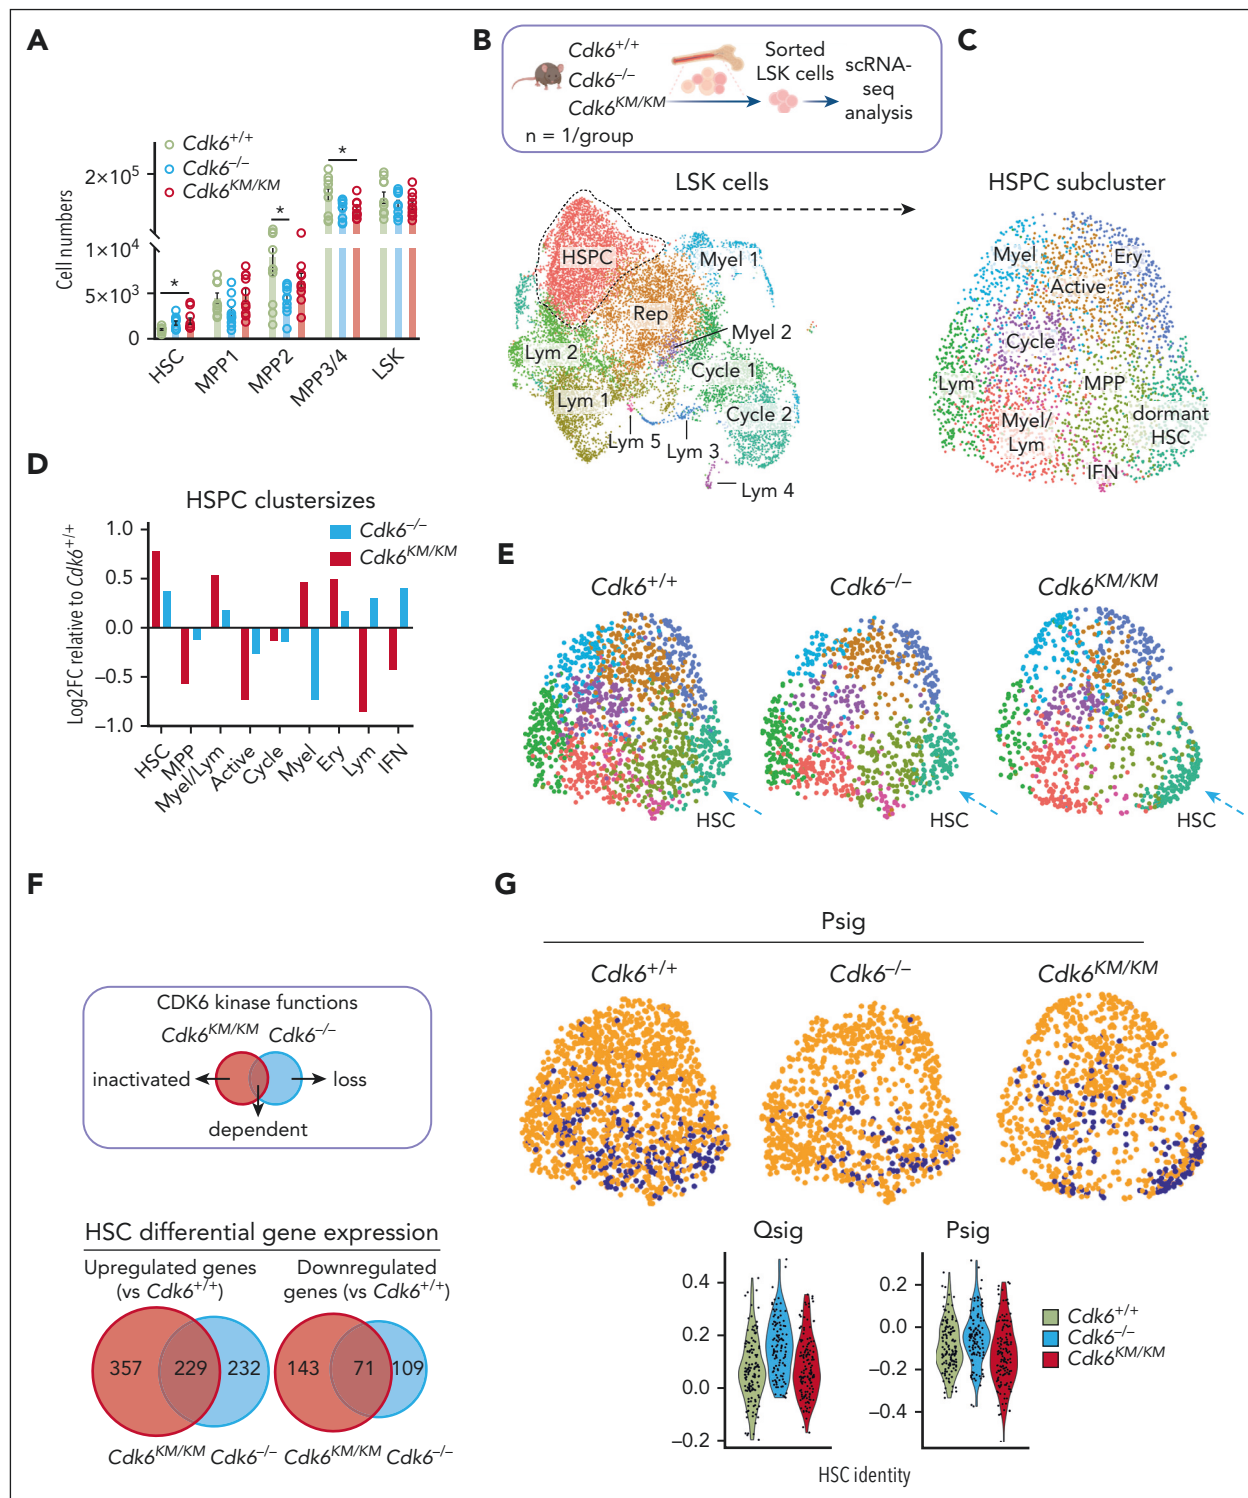 A
Cdk6+/+
Cdk6–/–
Cdk6KM/KM
Cell numbers
2×10⁵
1×10⁴
5×10³
0
*
*
*
HSC
MPP1
MPP2
MPP3/4
LSK
B
Cdk6+/+
Cdk6–/–
Cdk6KM/KM
n = 1/group
Sorted
LSK cells
scRNA-
seq
analysis
LSK cells
HSPC
Myel 1
Rep
Myel 2
Lym 2
Cycle 1
Lym 1
Cycle 2
Lym 5
Lym 3
Lym 4
C
HSPC subcluster
Myel
Ery
Active
Cycle
Lym
MPP
Myel/
Lym
dormant
HSC
IFN
D
HSPC clustersizes
Log2FC relative to Cdk6+/+
1.0
0.5
0.0
–0.5
–1.0
Cdk6–/–
Cdk6KM/KM
HSC
MPP
Myel/Lym
Active
Cycle
Myel
Ery
Lym
IFN
E
Cdk6+/+
Cdk6–/–
Cdk6KM/KM
HSC
HSC
HSC
F
CDK6 kinase functions
Cdk6KM/KM
Cdk6–/–
inactivated
loss
dependent
HSC differential gene expression
Upregulated genes
(vs Cdk6+/+)
Downregulated
genes (vs Cdk6+/+)
357
229
232
143
71
109
Cdk6KM/KM Cdk6–/–
Cdk6KM/KM Cdk6–/–
G
Psig
Cdk6+/+
Cdk6–/–
Cdk6KM/KM
Qsig
0.4
0.2
0.0
–0.2
Psig
0.2
0.0
–0.2
–0.4
Cdk6+/+
Cdk6–/–
Cdk6KM/KM
HSC identity